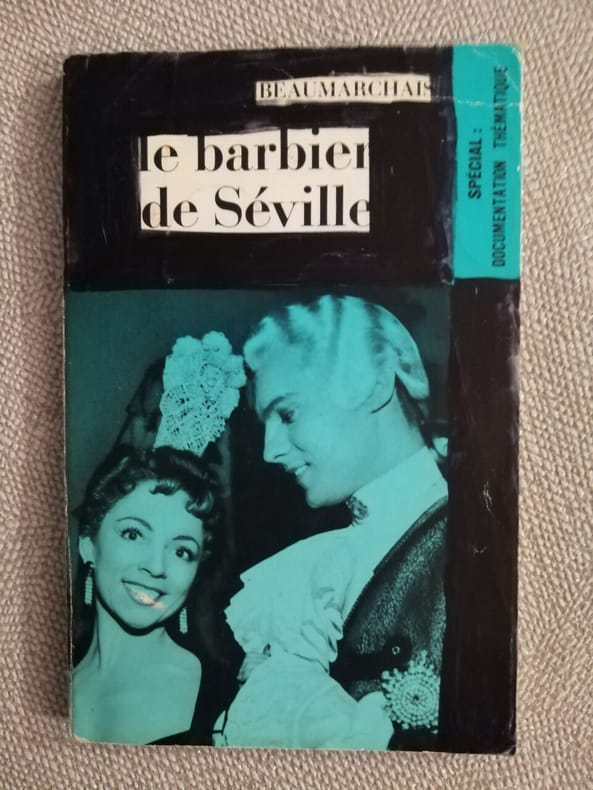 BEAUMARCHAIS
le barbier
de Séville
SPÉCIAL :
DOCUMENTATION THÉMATIQUE